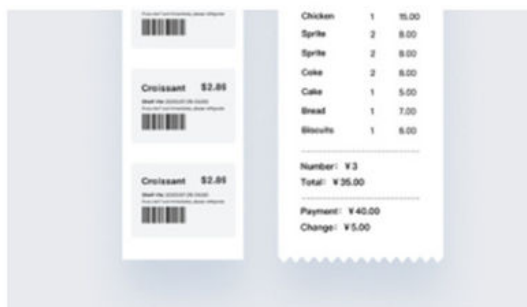 Croissant $2.86
Croissant $2.86
Chicken 1 15.00
Sprite 2 8.00
Sprite 2 8.00
Coke 2 8.00
Cake 1 5.00
Bread 1 7.00
Biscuits 1 8.00
Number: ¥3
Total: ¥35.00
Payment: ¥40.00
Change: ¥5.00